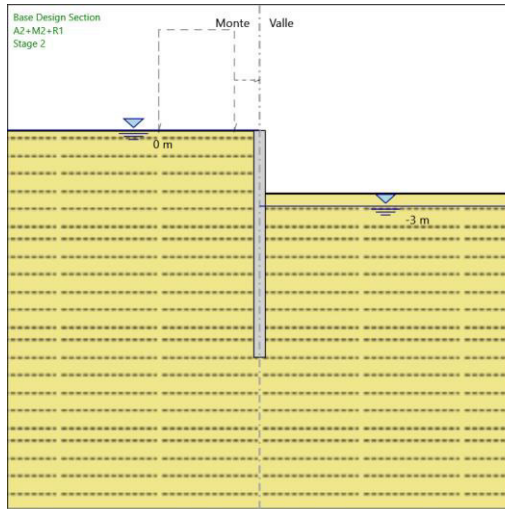 Base Design Section
A2+M2+R1
Stage 2
Monte
Valle
0 m
-3 m